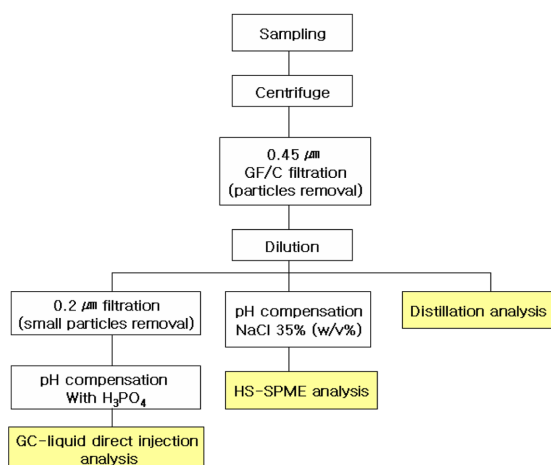 Sampling
Centrifuge
0.45 ㎛
GF/C filtration
(particles removal)
Dilution
0.2 ㎛ filtration
(small particles removal)
pH compensation
With H₃PO₄
GC-liquid direct injection
analysis
pH compensation
NaCl 35% (w/v%)
HS-SPME analysis
Distillation analysis